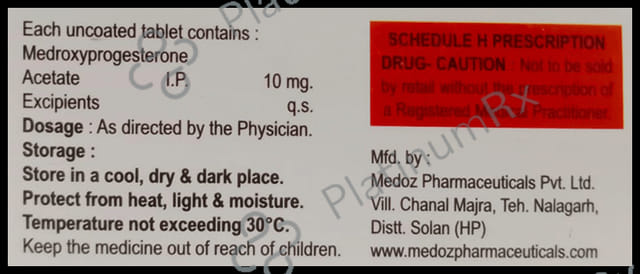 Each uncoated tablet contains :
Medroxyprogesterone
Acetate I.P. 10 mg.
Excipients q.s.
Dosage : As directed by the Physician.
Storage :
Store in a cool, dry & dark place.
Protect from heat, light & moisture.
Temperature not exceeding 30°C.
Keep the medicine out of reach of children.
SCHEDULE H PRESCRIPTION
DRUG- CAUTION : Not to be sold
by retail without the prescription of
a Registered Medical Practitioner.
Mfd. by :
Medoz Pharmaceuticals Pvt. Ltd.
Vill. Chanal Majra, Teh. Nalagarh,
Distt. Solan (HP)
www.medozpharmaceuticals.com
PlatinumRx